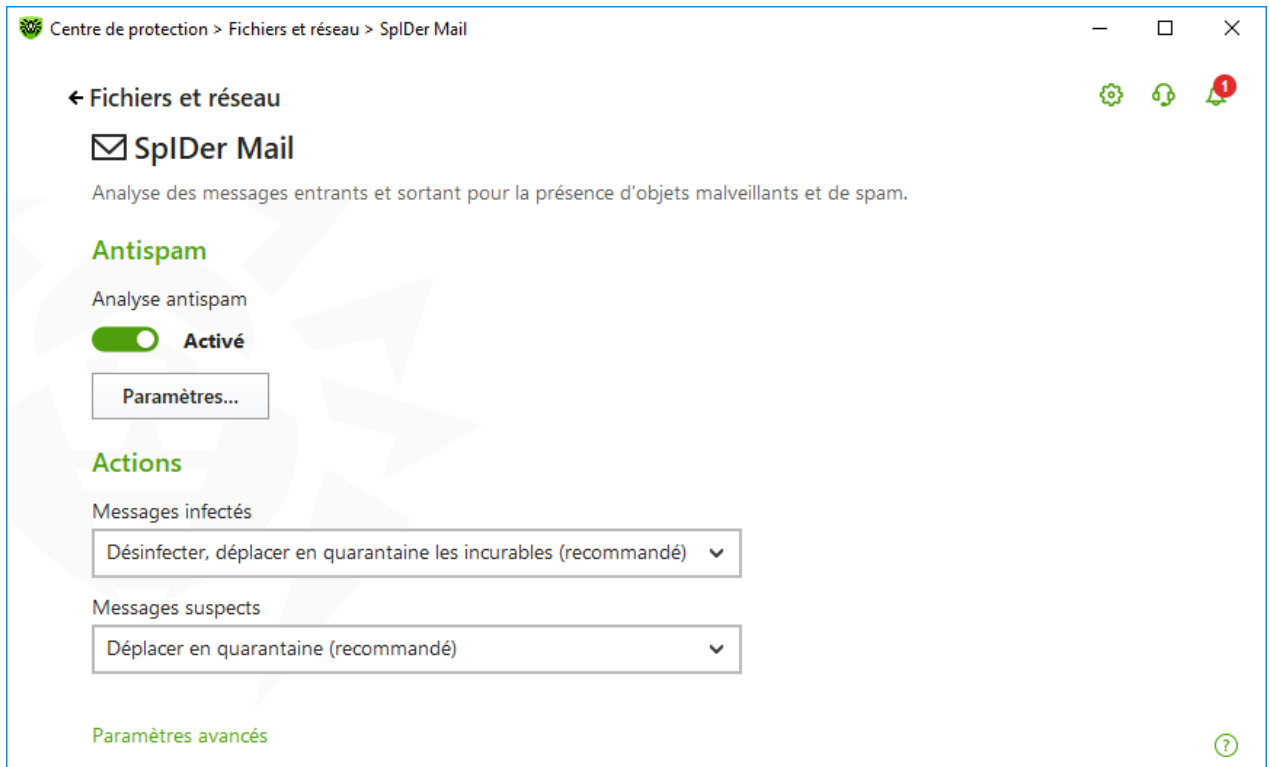 Centre de protection > Fichiers et réseau > SpIDer Mail
Fichiers et réseau
1
SpIDer Mail
Analyse des messages entrants et sortant pour la présence d'objets malveillants et de spam.
Antispam
Analyse antispam
Activé
Paramètres...
Actions
Messages infectés
Désinfecter, déplacer en quarantaine les incurables (recommandé)
Messages suspects
Déplacer en quarantaine (recommandé)
Paramètres avancés
?